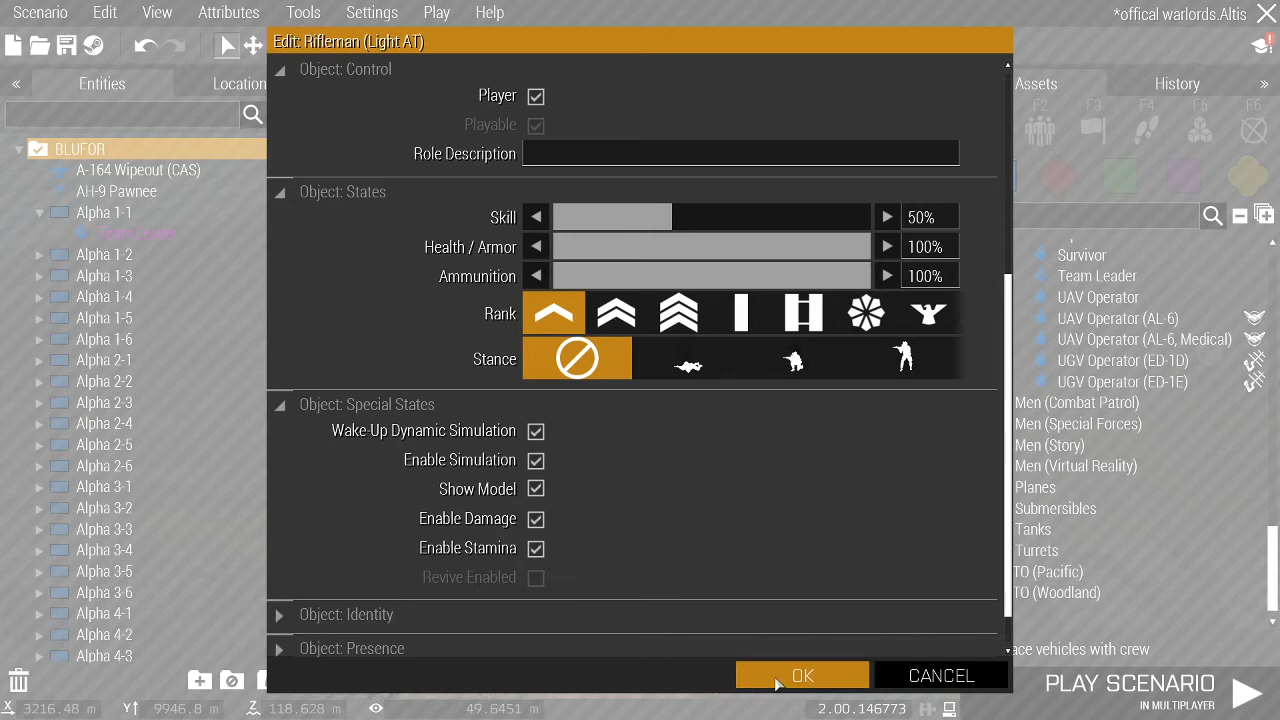 Scenario Edit View Attributes Tools Settings Play Help *offical warlords.Altis
Edit: Rifleman (Light AT)
Entities Location
Assets History
F2 F3 F4 F5 F6
BLUFOR
A-164 Wipeout (CAS)
AH-9 Pawnee
Alpha 1-1
Team Leader
Alpha 1-2
Alpha 1-3
Alpha 1-4
Alpha 1-5
Alpha 1-6
Alpha 2-1
Alpha 2-2
Alpha 2-3
Alpha 2-4
Alpha 2-5
Alpha 2-6
Alpha 3-1
Alpha 3-2
Alpha 3-3
Alpha 3-4
Alpha 3-5
Alpha 3-6
Alpha 4-1
Alpha 4-2
Alpha 4-3
Object: Control
Player
Playable
Role Description
Object: States
Skill 50%
Health / Armor 100%
Ammunition 100%
Rank
Stance
Object: Special States
Wake-Up Dynamic Simulation
Enable Simulation
Show Model
Enable Damage
Enable Stamina
Revive Enabled
Object: Identity
Object: Presence
OK CANCEL
Survivor
Team Leader
UAV Operator
UAV Operator (AL-6)
UAV Operator (AL-6, Medical)
UGV Operator (ED-1D)
UGV Operator (ED-1E)
Men (Combat Patrol)
Men (Special Forces)
Men (Story)
Men (Virtual Reality)
Planes
Submersibles
Tanks
Turrets
TO (Pacific)
TO (Woodland)
ace vehicles with crew
PLAY SCENARIO
IN MULTIPLAYER
X 3216.48 m Y 9946.8 m Z 118.628 m 49.6451 m 2.00.146773